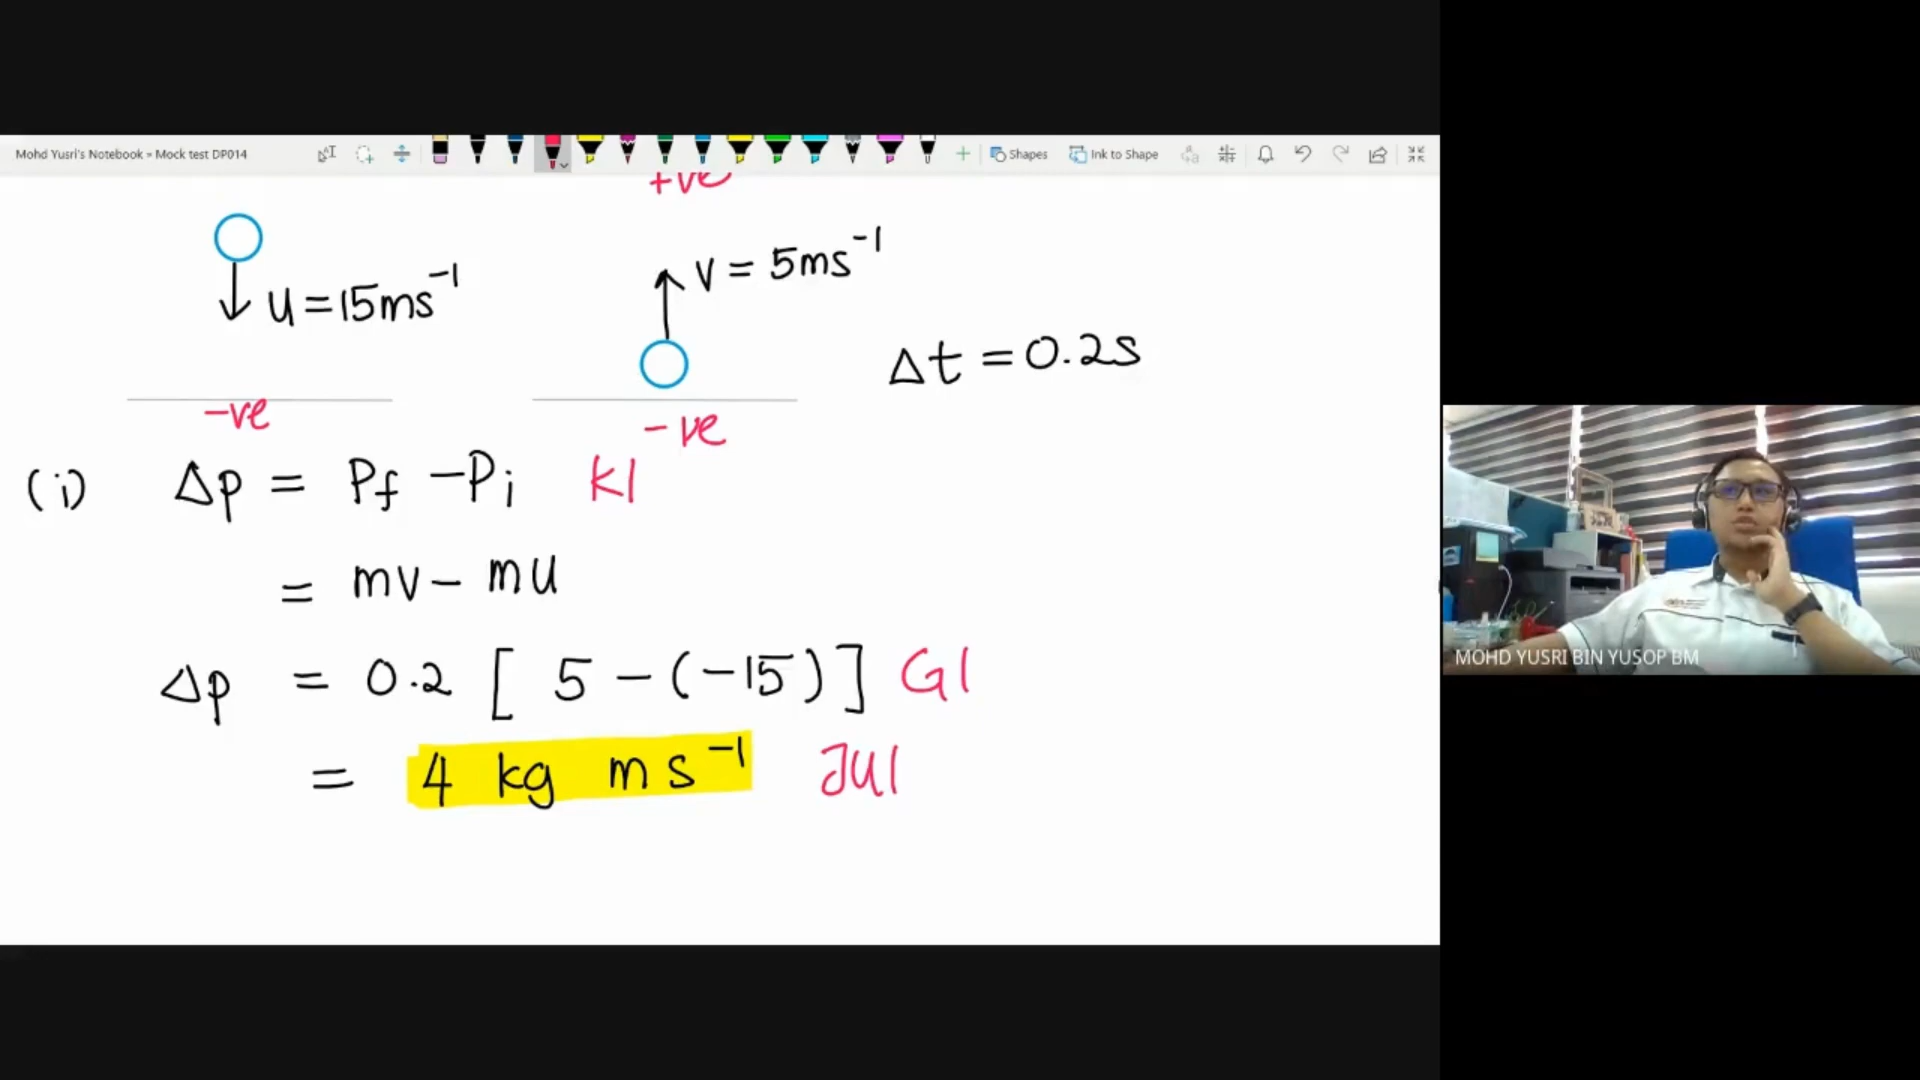 Mohd Yusri's Notebook » Mock test DP014
Shapes
Ink to Shape
+ve
u = 15ms⁻¹
v = 5ms⁻¹
Δt = 0.2s
-ve
-ve
(i) Δp = Pf - Pi K1
= mv - mu
Δp = 0.2 [ 5 - (-15) ] G1
= 4 kg m s⁻¹ JU1
MOHD YUSRI BIN YUSOP BM